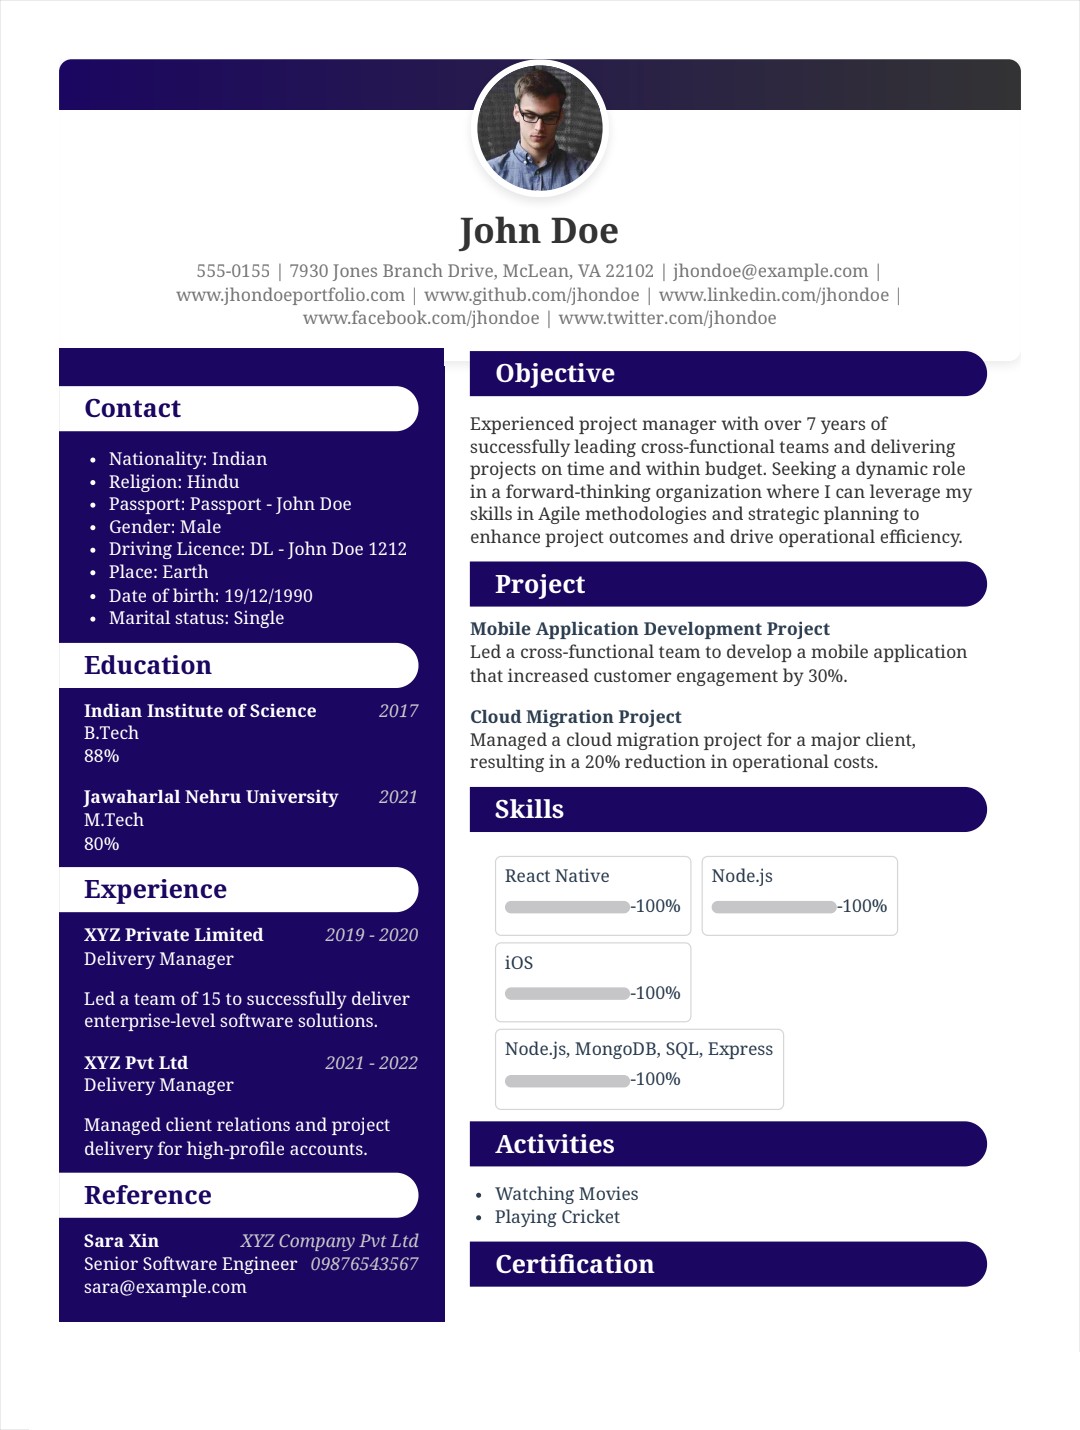 John Doe
555-0155 | 7930 Jones Branch Drive, McLean, VA 22102 | jhondoe@example.com |
www.jhondoeportfolio.com | www.github.com/jhondoe | www.linkedin.com/jhondoe |
www.facebook.com/jhondoe | www.twitter.com/jhondoe
Contact
• Nationality: Indian
• Religion: Hindu
• Passport: Passport - John Doe
• Gender: Male
• Driving Licence: DL - John Doe 1212
• Place: Earth
• Date of birth: 19/12/1990
• Marital status: Single
Education
Indian Institute of Science 2017
B.Tech
88%
Jawaharlal Nehru University 2021
M.Tech
80%
Experience
XYZ Private Limited 2019 - 2020
Delivery Manager
Led a team of 15 to successfully deliver
enterprise-level software solutions.
XYZ Pvt Ltd 2021 - 2022
Delivery Manager
Managed client relations and project
delivery for high-profile accounts.
Reference
Sara Xin XYZ Company Pvt Ltd
Senior Software Engineer 09876543567
sara@example.com
Objective
Experienced project manager with over 7 years of
successfully leading cross-functional teams and delivering
projects on time and within budget. Seeking a dynamic role
in a forward-thinking organization where I can leverage my
skills in Agile methodologies and strategic planning to
enhance project outcomes and drive operational efficiency.
Project
Mobile Application Development Project
Led a cross-functional team to develop a mobile application
that increased customer engagement by 30%.
Cloud Migration Project
Managed a cloud migration project for a major client,
resulting in a 20% reduction in operational costs.
Skills
React Native
-100%
Node.js
-100%
iOS
-100%
Node.js, MongoDB, SQL, Express
-100%
Activities
• Watching Movies
• Playing Cricket
Certification